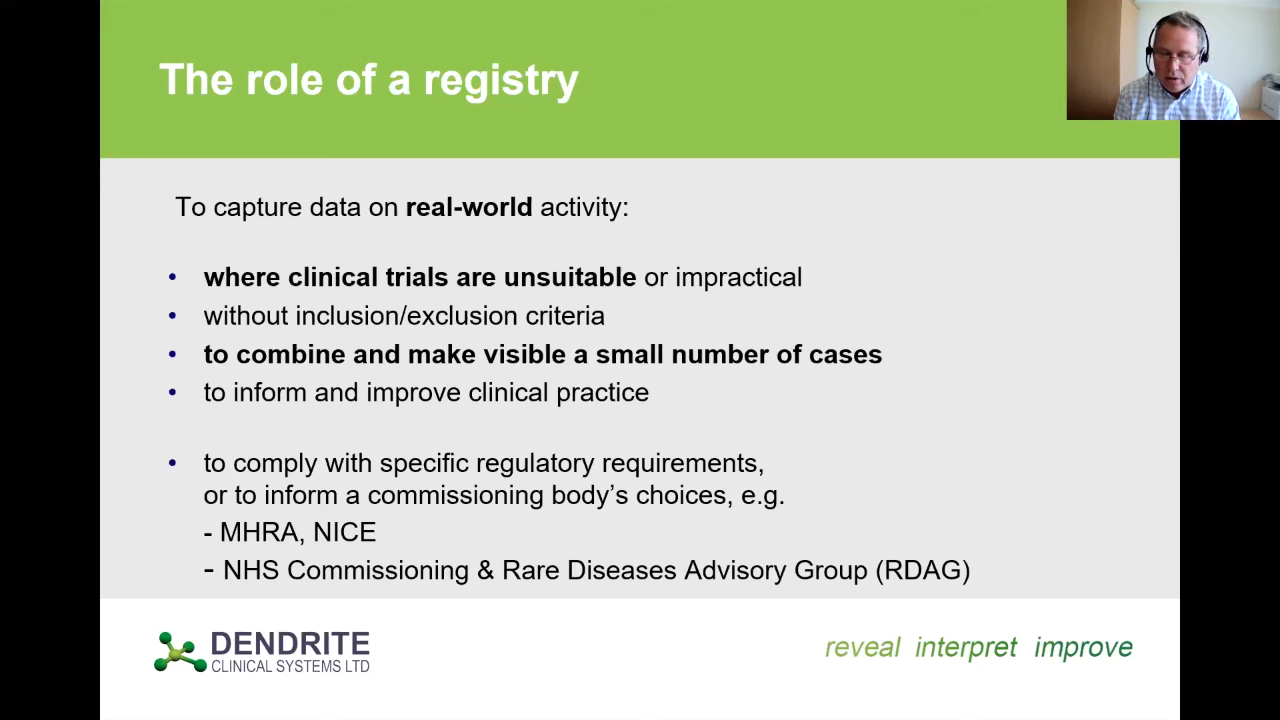 The role of a registry
To capture data on real-world activity:
• where clinical trials are unsuitable or impractical
• without inclusion/exclusion criteria
• to combine and make visible a small number of cases
• to inform and improve clinical practice
• to comply with specific regulatory requirements,
or to inform a commissioning body’s choices, e.g.
- MHRA, NICE
- NHS Commissioning & Rare Diseases Advisory Group (RDAG)
DENDRITE
CLINICAL SYSTEMS LTD
reveal interpret improve